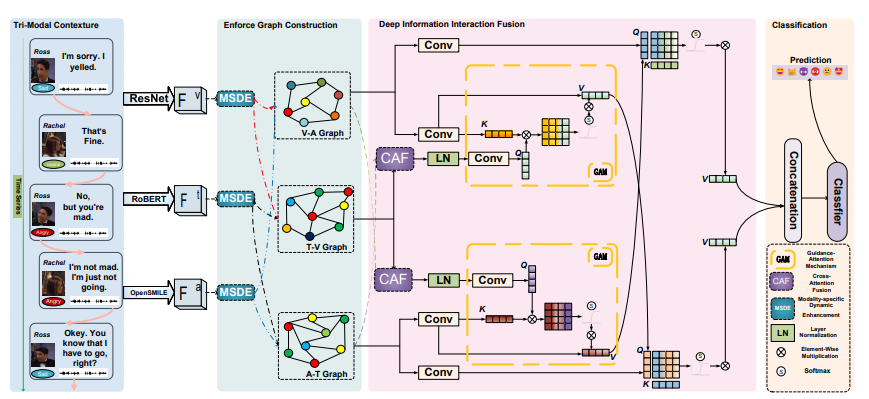 Tri-Modal Contexture
Time Series
Ross
I'm sorry. I
yelled.
Sad
Rachel
That's
Fine.
Ross
No,
but you're
mad.
Angry
Rachel
I'm not mad.
I'm just not
going.
Angry
Ross
Okey. You
know that I
have to go,
right?
Sad
ResNet
F v
RoBERT
F t
OpenSMILE
F a
Enforce Graph Construction
MSDE
MSDE
MSDE
V-A Graph
T-V Graph
A-T Graph
Deep Information Interaction Fusion
Conv
Conv
CAF
LN
Conv
K
Q
V
S
GAM
Q
K
S
CAF
LN
Conv
Conv
Conv
Q
K
S
V
GAM
Q
K
S
V
V
Classification
Prediction
Concatenation
Classfier
GAM
Guidance-
Attention
Mechanism
CAF
Cross-
Attention
Fusion
MSDE
Modality-specific
Dynamic
Enhancement
LN
Layer
Normalization
Element-Wise
Multiplication
S
Softmax